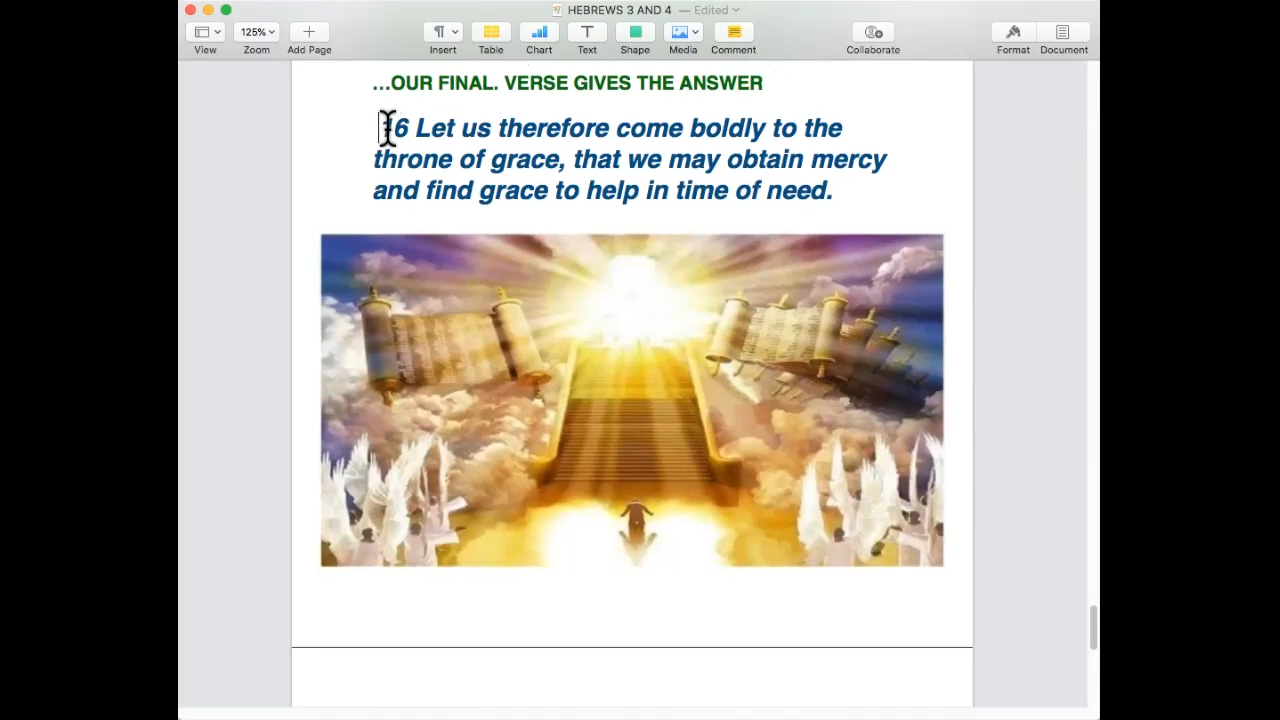 HEBREWS 3 AND 4 — Edited
125%
View Zoom Add Page Insert Table Chart Text Shape Media Comment Collaborate Format Document
...OUR FINAL. VERSE GIVES THE ANSWER
16 Let us therefore come boldly to the
throne of grace, that we may obtain mercy
and find grace to help in time of need.